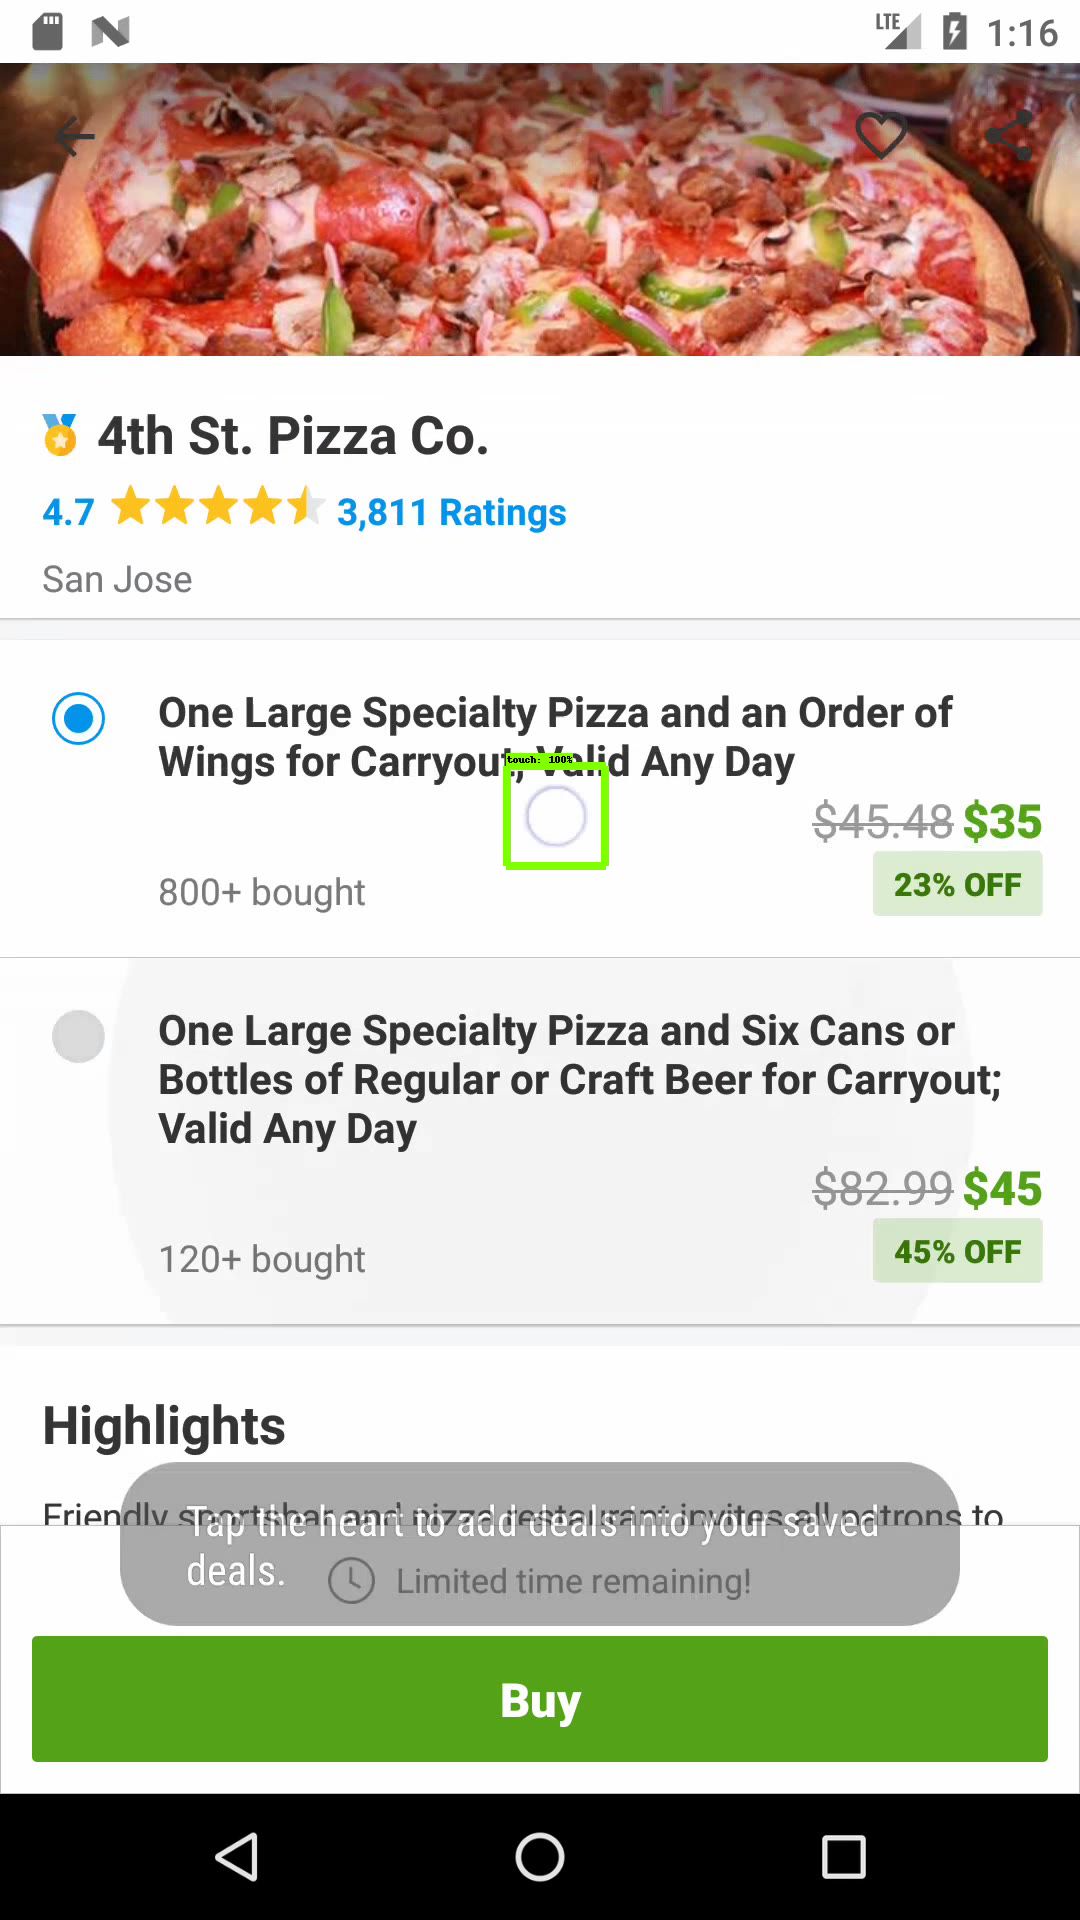 LTE 1:16
4th St. Pizza Co.
4.7 3,811 Ratings
San Jose
One Large Specialty Pizza and an Order of
Wings for Carryout; Valid Any Day
touch: 100%
$45.48 $35
800+ bought
23% OFF
One Large Specialty Pizza and Six Cans or
Bottles of Regular or Craft Beer for Carryout;
Valid Any Day
$82.99 $45
120+ bought
45% OFF
Highlights
Friendly sportsbar and pizza restaurant invites all patrons to
Tap the heart to add deals into your saved
deals.
Limited time remaining!
Buy